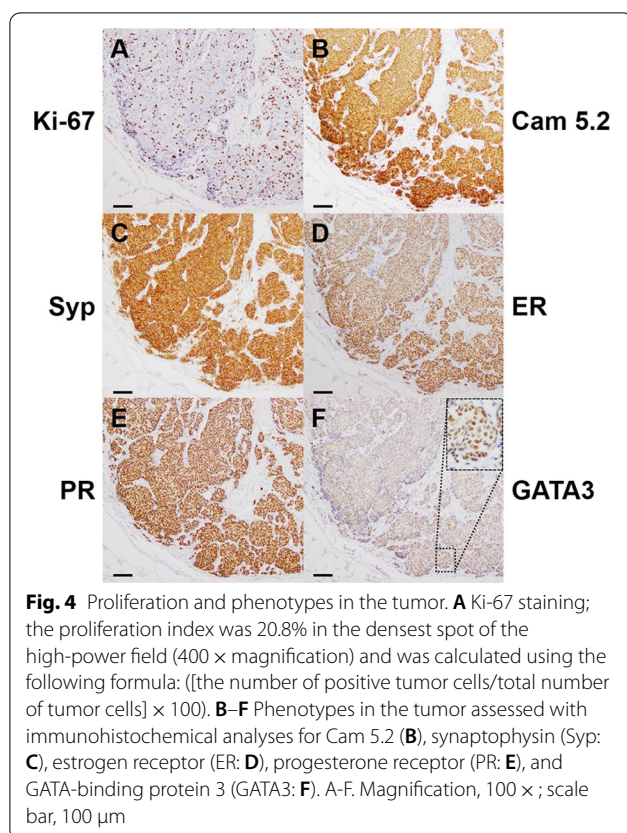 A
B
Ki-67
Cam 5.2
C
D
Syp
ER
E
F
PR
GATA3
Fig. 4 Proliferation and phenotypes in the tumor. A Ki-67 staining;
the proliferation index was 20.8% in the densest spot of the
high-power field (400 × magnification) and was calculated using the
following formula: ([the number of positive tumor cells/total number
of tumor cells] × 100). B–F Phenotypes in the tumor assessed with
immunohistochemical analyses for Cam 5.2 (B), synaptophysin (Syp:
C), estrogen receptor (ER: D), progesterone receptor (PR: E), and
GATA-binding protein 3 (GATA3: F). A-F. Magnification, 100 × ; scale
bar, 100 μm